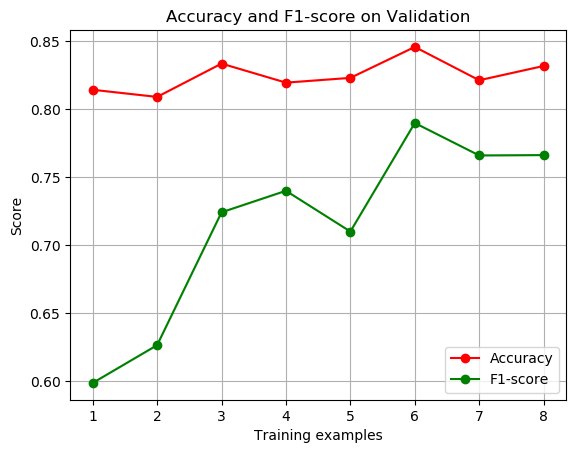 Accuracy and F1-score on Validation
0.85
0.80
0.75
0.70
0.65
0.60
Score
1 2 3 4 5 6 7 8
Training examples
Accuracy
F1-score